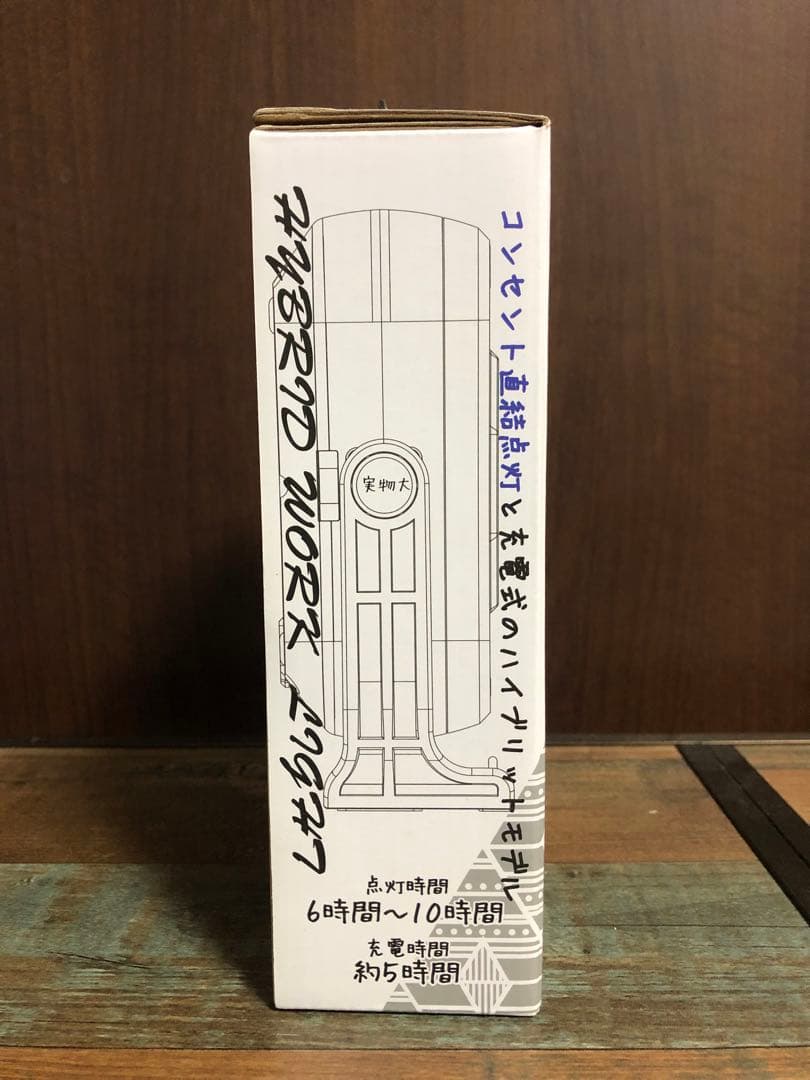 コンセント直結点灯と充電式のハイブリットモデル
HYBRID WORK LIGHT
実物大
点灯時間
6時間～10時間
充電時間
約5時間